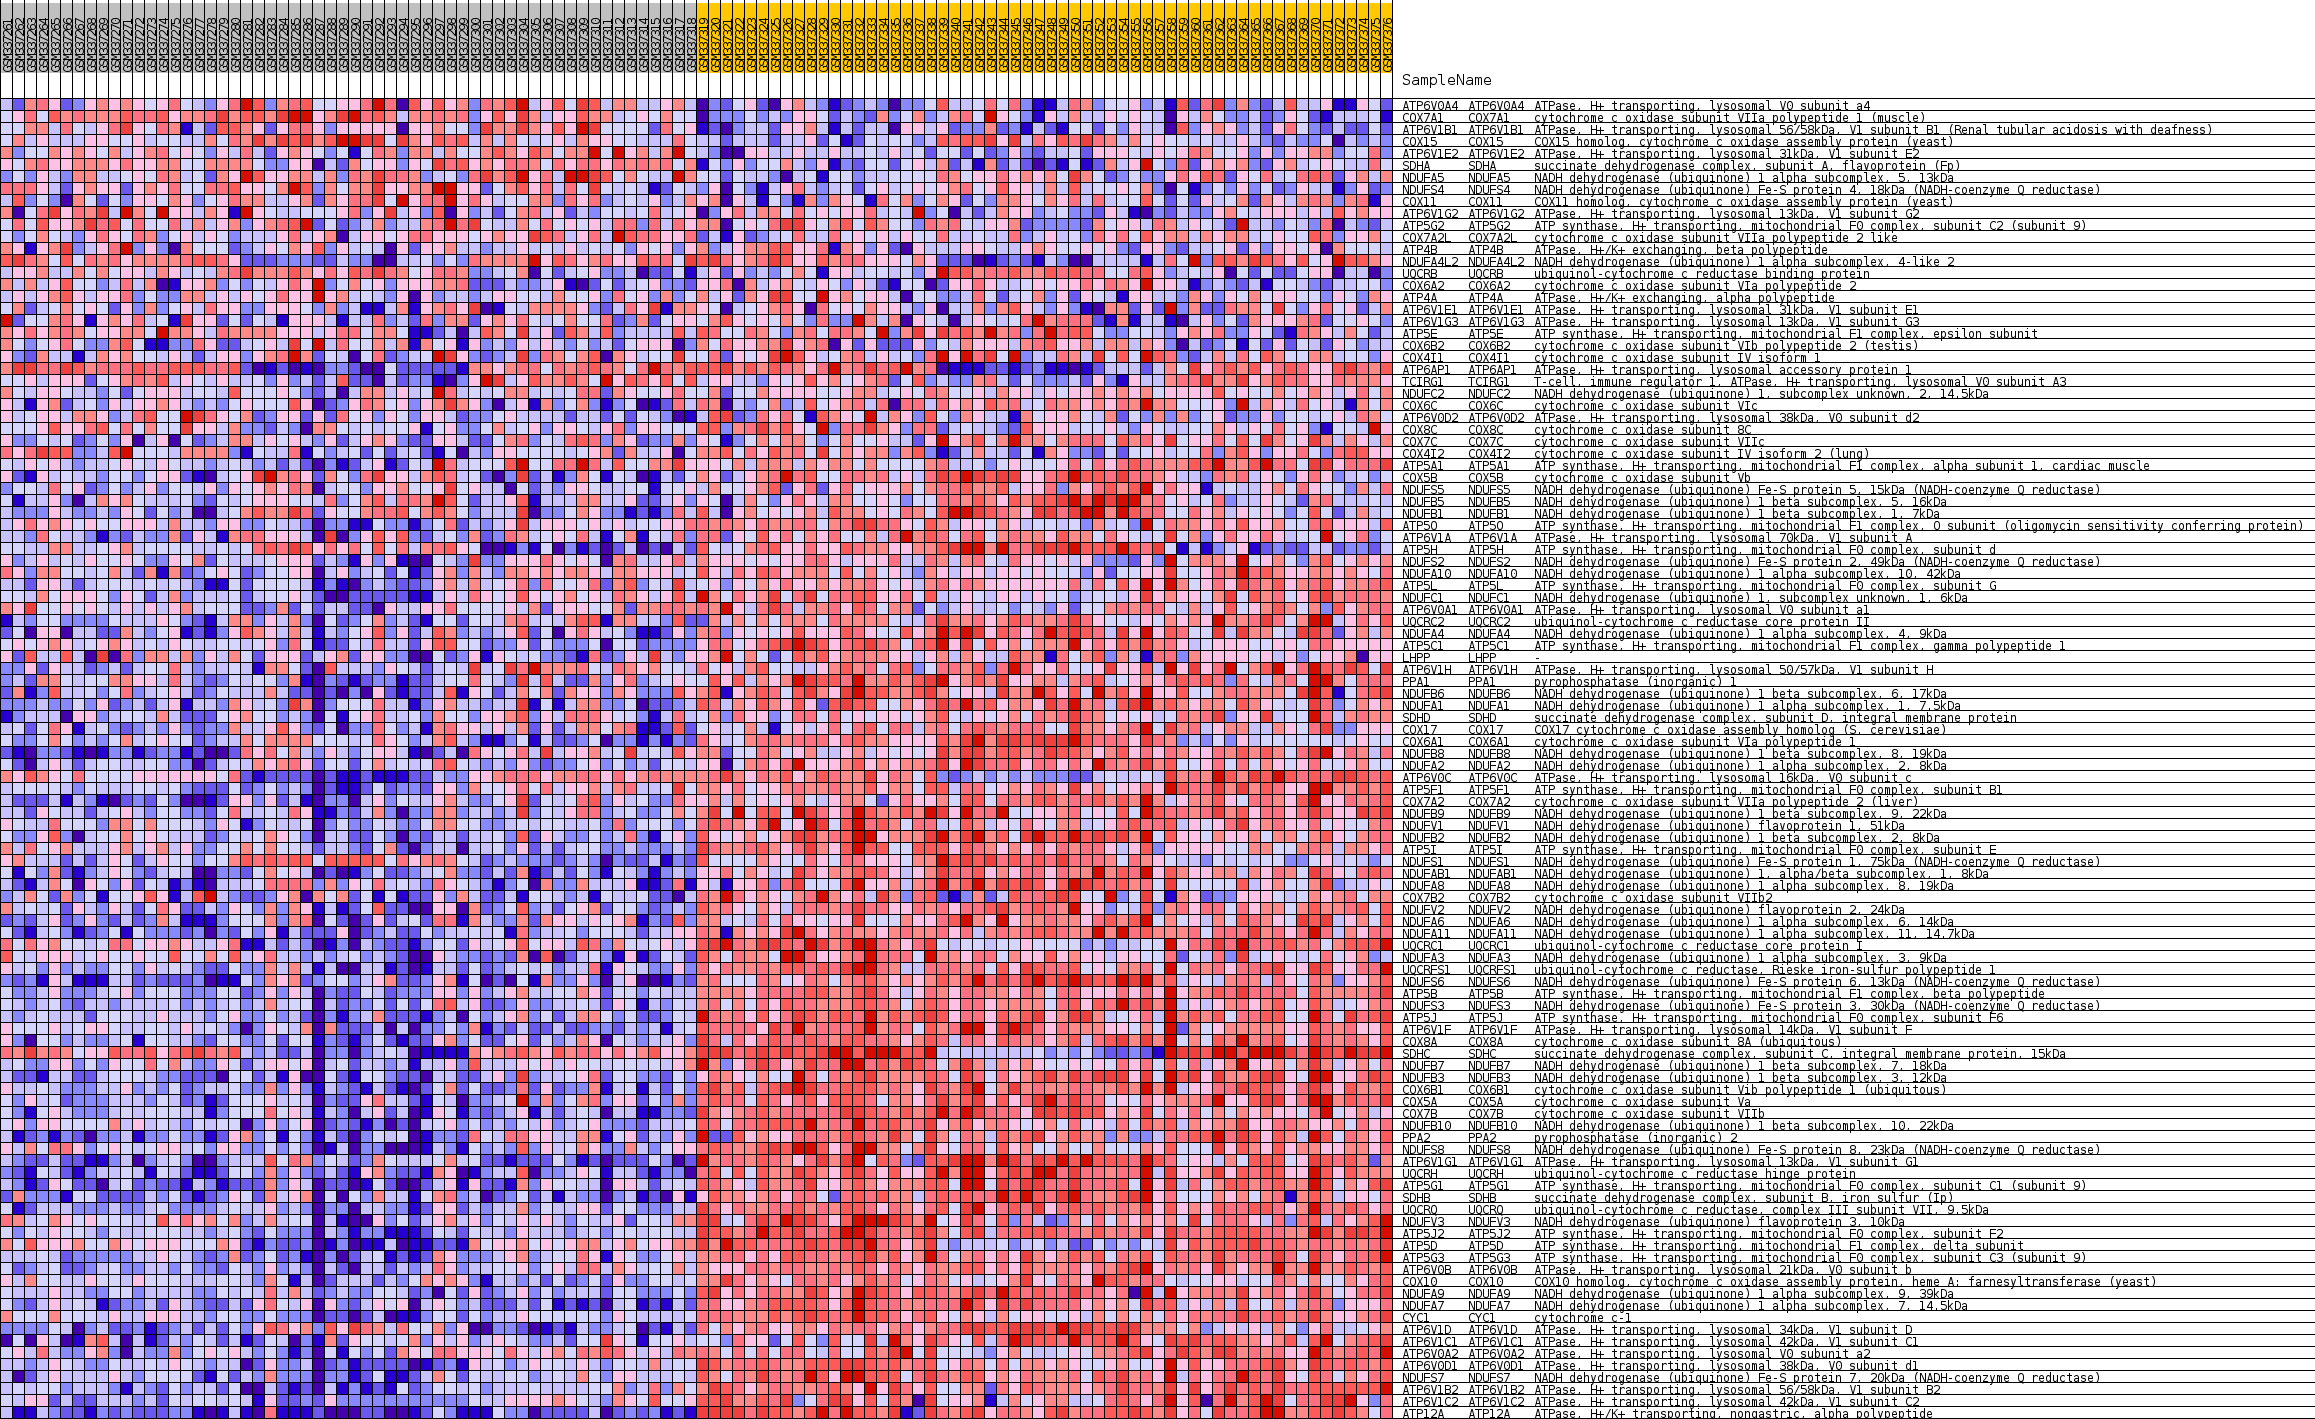 SampleName
ATP6V0A4 ATP6V0A4 ATPase, H+ transporting, lysosomal V0 subunit a4
COX7A1 COX7A1 cytochrome c oxidase subunit VIIa polypeptide 1 (muscle)
ATP6V1B1 ATP6V1B1 ATPase, H+ transporting, lysosomal 56/58kDa, V1 subunit B1 (Renal tubular acidosis with deafness)
COX15 COX15 COX15 homolog, cytochrome c oxidase assembly protein (yeast)
ATP6V1E2 ATP6V1E2 ATPase, H+ transporting, lysosomal 31kDa, V1 subunit E2
SDHA SDHA succinate dehydrogenase complex, subunit A, flavoprotein (Fp)
NDUFA5 NDUFA5 NADH dehydrogenase (ubiquinone) 1 alpha subcomplex, 5, 13kDa
NDUFS4 NDUFS4 NADH dehydrogenase (ubiquinone) Fe-S protein 4, 18kDa (NADH-coenzyme Q reductase)
COX11 COX11 COX11 homolog, cytochrome c oxidase assembly protein (yeast)
ATP6V1G2 ATP6V1G2 ATPase, H+ transporting, lysosomal 13kDa, V1 subunit G2
ATP5G2 ATP5G2 ATP synthase, H+ transporting, mitochondrial F0 complex, subunit C2 (subunit 9)
COX7A2L COX7A2L cytochrome c oxidase subunit VIIa polypeptide 2 like
ATP4B ATP4B ATPase, H+/K+ exchanging, beta polypeptide
NDUFA4L2 NDUFA4L2 NADH dehydrogenase (ubiquinone) 1 alpha subcomplex, 4-like 2
UQCRB UQCRB ubiquinol-cytochrome c reductase binding protein
COX6A2 COX6A2 cytochrome c oxidase subunit VIa polypeptide 2
ATP4A ATP4A ATPase, H+/K+ exchanging, alpha polypeptide
ATP6V1E1 ATP6V1E1 ATPase, H+ transporting, lysosomal 31kDa, V1 subunit E1
ATP6V1G3 ATP6V1G3 ATPase, H+ transporting, lysosomal 13kDa, V1 subunit G3
ATP5E ATP5E ATP synthase, H+ transporting, mitochondrial F1 complex, epsilon subunit
COX6B2 COX6B2 cytochrome c oxidase subunit VIb polypeptide 2 (testis)
COX4I1 COX4I1 cytochrome c oxidase subunit IV isoform 1
ATP6AP1 ATP6AP1 ATPase, H+ transporting, lysosomal accessory protein 1
TCIRG1 TCIRG1 T-cell, immune regulator 1, ATPase, H+ transporting, lysosomal V0 subunit A3
NDUFC2 NDUFC2 NADH dehydrogenase (ubiquinone) 1, subcomplex unknown, 2, 14.5kDa
COX6C COX6C cytochrome c oxidase subunit VIc
ATP6V0D2 ATP6V0D2 ATPase, H+ transporting, lysosomal 38kDa, V0 subunit d2
COX8C COX8C cytochrome c oxidase subunit 8C
COX7C COX7C cytochrome c oxidase subunit VIIc
COX4I2 COX4I2 cytochrome c oxidase subunit IV isoform 2 (lung)
ATP5A1 ATP5A1 ATP synthase, H+ transporting, mitochondrial F1 complex, alpha subunit 1, cardiac muscle
COX5B COX5B cytochrome c oxidase subunit Vb
NDUFS5 NDUFS5 NADH dehydrogenase (ubiquinone) Fe-S protein 5, 15kDa (NADH-coenzyme Q reductase)
NDUFB5 NDUFB5 NADH dehydrogenase (ubiquinone) 1 beta subcomplex, 5, 16kDa
NDUFB1 NDUFB1 NADH dehydrogenase (ubiquinone) 1 beta subcomplex, 1, 7kDa
ATP5O ATP5O ATP synthase, H+ transporting, mitochondrial F1 complex, O subunit (oligomycin sensitivity conferring protein)
ATP6V1A ATP6V1A ATPase, H+ transporting, lysosomal 70kDa, V1 subunit A
ATP5H ATP5H ATP synthase, H+ transporting, mitochondrial F0 complex, subunit d
NDUFS2 NDUFS2 NADH dehydrogenase (ubiquinone) Fe-S protein 2, 49kDa (NADH-coenzyme Q reductase)
NDUFA10 NDUFA10 NADH dehydrogenase (ubiquinone) 1 alpha subcomplex, 10, 42kDa
ATP5L ATP5L ATP synthase, H+ transporting, mitochondrial F0 complex, subunit G
NDUFC1 NDUFC1 NADH dehydrogenase (ubiquinone) 1, subcomplex unknown, 1, 6kDa
ATP6V0A1 ATP6V0A1 ATPase, H+ transporting, lysosomal V0 subunit a1
UQCRC2 UQCRC2 ubiquinol-cytochrome c reductase core protein II
NDUFA4 NDUFA4 NADH dehydrogenase (ubiquinone) 1 alpha subcomplex, 4, 9kDa
ATP5C1 ATP5C1 ATP synthase, H+ transporting, mitochondrial F1 complex, gamma polypeptide 1
LHPP LHPP -
ATP6V1H ATP6V1H ATPase, H+ transporting, lysosomal 50/57kDa, V1 subunit H
PPA1 PPA1 pyrophosphatase (inorganic) 1
NDUFB6 NDUFB6 NADH dehydrogenase (ubiquinone) 1 beta subcomplex, 6, 17kDa
NDUFA1 NDUFA1 NADH dehydrogenase (ubiquinone) 1 alpha subcomplex, 1, 7.5kDa
SDHD SDHD succinate dehydrogenase complex, subunit D, integral membrane protein
COX17 COX17 COX17 cytochrome c oxidase assembly homolog (S. cerevisiae)
COX6A1 COX6A1 cytochrome c oxidase subunit VIa polypeptide 1
NDUFB8 NDUFB8 NADH dehydrogenase (ubiquinone) 1 beta subcomplex, 8, 19kDa
NDUFA2 NDUFA2 NADH dehydrogenase (ubiquinone) 1 alpha subcomplex, 2, 8kDa
ATP6V0C ATP6V0C ATPase, H+ transporting, lysosomal 16kDa, V0 subunit c
ATP5F1 ATP5F1 ATP synthase, H+ transporting, mitochondrial F0 complex, subunit B1
COX7A2 COX7A2 cytochrome c oxidase subunit VIIa polypeptide 2 (liver)
NDUFB9 NDUFB9 NADH dehydrogenase (ubiquinone) 1 beta subcomplex, 9, 22kDa
NDUFV1 NDUFV1 NADH dehydrogenase (ubiquinone) flavoprotein 1, 51kDa
NDUFB2 NDUFB2 NADH dehydrogenase (ubiquinone) 1 beta subcomplex, 2, 8kDa
ATP5I ATP5I ATP synthase, H+ transporting, mitochondrial F0 complex, subunit E
NDUFS1 NDUFS1 NADH dehydrogenase (ubiquinone) Fe-S protein 1, 75kDa (NADH-coenzyme Q reductase)
NDUFAB1 NDUFAB1 NADH dehydrogenase (ubiquinone) 1, alpha/beta subcomplex, 1, 8kDa
NDUFA8 NDUFA8 NADH dehydrogenase (ubiquinone) 1 alpha subcomplex, 8, 19kDa
COX7B2 COX7B2 cytochrome c oxidase subunit VIIb2
NDUFV2 NDUFV2 NADH dehydrogenase (ubiquinone) flavoprotein 2, 24kDa
NDUFA6 NDUFA6 NADH dehydrogenase (ubiquinone) 1 alpha subcomplex, 6, 14kDa
NDUFA11 NDUFA11 NADH dehydrogenase (ubiquinone) 1 alpha subcomplex, 11, 14.7kDa
UQCRC1 UQCRC1 ubiquinol-cytochrome c reductase core protein I
NDUFA3 NDUFA3 NADH dehydrogenase (ubiquinone) 1 alpha subcomplex, 3, 9kDa
UQCRFS1 UQCRFS1 ubiquinol-cytochrome c reductase, Rieske iron-sulfur polypeptide 1
NDUFS6 NDUFS6 NADH dehydrogenase (ubiquinone) Fe-S protein 6, 13kDa (NADH-coenzyme Q reductase)
ATP5B ATP5B ATP synthase, H+ transporting, mitochondrial F1 complex, beta polypeptide
NDUFS3 NDUFS3 NADH dehydrogenase (ubiquinone) Fe-S protein 3, 30kDa (NADH-coenzyme Q reductase)
ATP5J ATP5J ATP synthase, H+ transporting, mitochondrial F0 complex, subunit F6
ATP6V1F ATP6V1F ATPase, H+ transporting, lysosomal 14kDa, V1 subunit F
COX8A COX8A cytochrome c oxidase subunit 8A (ubiquitous)
SDHC SDHC succinate dehydrogenase complex, subunit C, integral membrane protein, 15kDa
NDUFB7 NDUFB7 NADH dehydrogenase (ubiquinone) 1 beta subcomplex, 7, 18kDa
NDUFB3 NDUFB3 NADH dehydrogenase (ubiquinone) 1 beta subcomplex, 3, 12kDa
COX6B1 COX6B1 cytochrome c oxidase subunit Vib polypeptide 1 (ubiquitous)
COX5A COX5A cytochrome c oxidase subunit Va
COX7B COX7B cytochrome c oxidase subunit VIIb
NDUFB10 NDUFB10 NADH dehydrogenase (ubiquinone) 1 beta subcomplex, 10, 22kDa
PPA2 PPA2 pyrophosphatase (inorganic) 2
NDUFS8 NDUFS8 NADH dehydrogenase (ubiquinone) Fe-S protein 8, 23kDa (NADH-coenzyme Q reductase)
ATP6V1G1 ATP6V1G1 ATPase, H+ transporting, lysosomal 13kDa, V1 subunit G1
UQCRH UQCRH ubiquinol-cytochrome c reductase hinge protein
ATP5G1 ATP5G1 ATP synthase, H+ transporting, mitochondrial F0 complex, subunit C1 (subunit 9)
SDHB SDHB succinate dehydrogenase complex, subunit B, iron sulfur (Ip)
UQCRQ UQCRQ ubiquinol-cytochrome c reductase, complex III subunit VII, 9.5kDa
NDUFV3 NDUFV3 NADH dehydrogenase (ubiquinone) flavoprotein 3, 10kDa
ATP5J2 ATP5J2 ATP synthase, H+ transporting, mitochondrial F0 complex, subunit F2
ATP5D ATP5D ATP synthase, H+ transporting, mitochondrial F1 complex, delta subunit
ATP5G3 ATP5G3 ATP synthase, H+ transporting, mitochondrial F0 complex, subunit C3 (subunit 9)
ATP6V0B ATP6V0B ATPase, H+ transporting, lysosomal 21kDa, V0 subunit b
COX10 COX10 COX10 homolog, cytochrome c oxidase assembly protein, heme A: farnesyltransferase (yeast)
NDUFA9 NDUFA9 NADH dehydrogenase (ubiquinone) 1 alpha subcomplex, 9, 39kDa
NDUFA7 NDUFA7 NADH dehydrogenase (ubiquinone) 1 alpha subcomplex, 7, 14.5kDa
CYC1 CYC1 cytochrome c-1
ATP6V1D ATP6V1D ATPase, H+ transporting, lysosomal 34kDa, V1 subunit D
ATP6V1C1 ATP6V1C1 ATPase, H+ transporting, lysosomal 42kDa, V1 subunit C1
ATP6V0A2 ATP6V0A2 ATPase, H+ transporting, lysosomal V0 subunit a2
ATP6V0D1 ATP6V0D1 ATPase, H+ transporting, lysosomal 38kDa, V0 subunit d1
NDUFS7 NDUFS7 NADH dehydrogenase (ubiquinone) Fe-S protein 7, 20kDa (NADH-coenzyme Q reductase)
ATP6V1B2 ATP6V1B2 ATPase, H+ transporting, lysosomal 56/58kDa, V1 subunit B2
ATP6V1C2 ATP6V1C2 ATPase, H+ transporting, lysosomal 42kDa, V1 subunit C2
ATP12A ATP12A ATPase, H+/K+ transporting, nongastric, alpha polypeptide